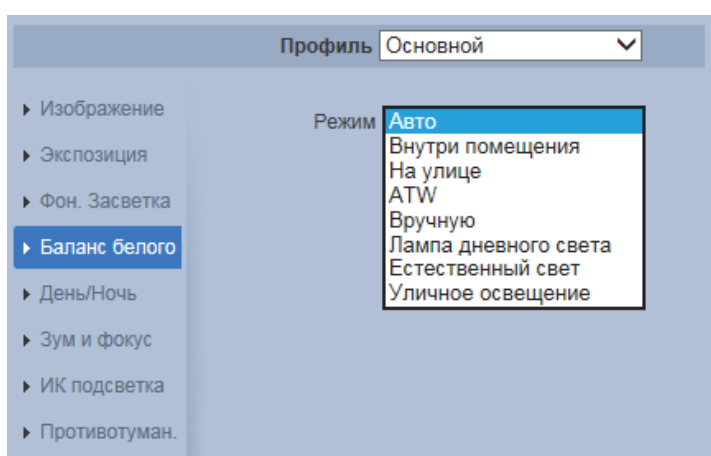 Профиль Основной
Изображение
Экспозиция
Фон. Засветка
Баланс белого
День/Ночь
Зум и фокус
ИК подсветка
Противотуман.
Режим Авто
Внутри помещения
На улице
ATW
Вручную
Лампа дневного света
Естественный свет
Уличное освещение